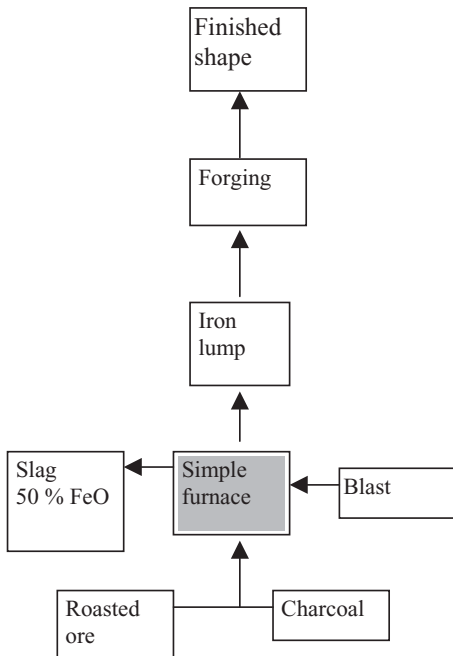 Finished
shape
Forging
Iron
lump
Slag
50 % FeO
Simple
furnace
Blast
Roasted
ore
Charcoal